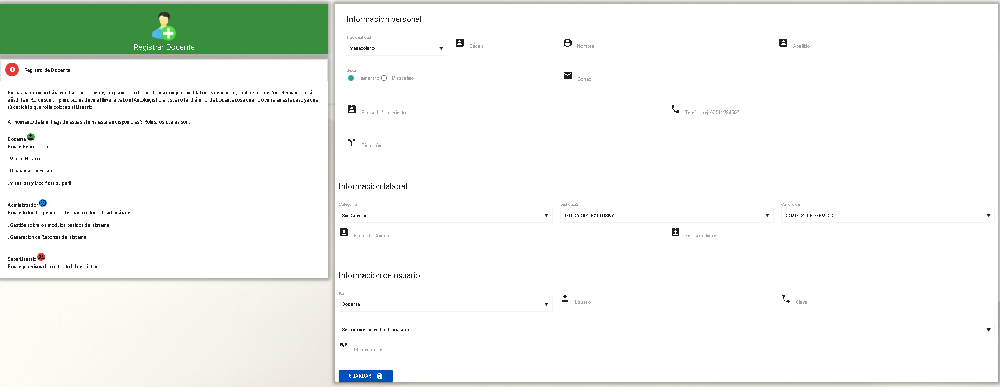 Registrar Docente
Registro de Docente
En esta sección podrás registrar a un docente, asignandole toda su información personal, laboral y de usuario, a diferencia del AutoRegistro podrás
añadirle el Rol desde un principio, es decir, al llevar a cabo el AutoRegistro el usuario tendrá el rol de Docente cosa que no ocurre en este caso ya que
tú decidirás que rol le colocas al Usuario!
Al momento de la entrega de este sistema estarán disponibles 3 Roles, los cuales son:
Docente
Posee Permiso para:
. Ver su Horario
. Descargar su Horario
. Visualizar y Modificar su perfil
Administrador
Posee todos los permisos del usuario Docente además de:
. Gestión sobre los módulos básicos del sistema
. Generación de Reportes del sistema
SuperUsuario
Posee permisos de control todal del sistema:
Informacion personal
Nacionalidad
Venezolano
Cédula
Nombre
Apellido
Sexo
Femenino
Masculino
Correo
Fecha de Nacimiento:
Telefono ej: 02511234567
Dirección
Informacion laboral
Categoría
Dedicación
Condición
Sin Categoria
DEDICACIÓN EXCLUSIVA
COMISIÓN DE SERVICIO
Fecha de Concurso:
Fecha de Ingreso:
Informacion de usuario
Rol
Docente
Usuario
Clave
Seleccione un avatar de usuario
Observaciones
GUARDAR